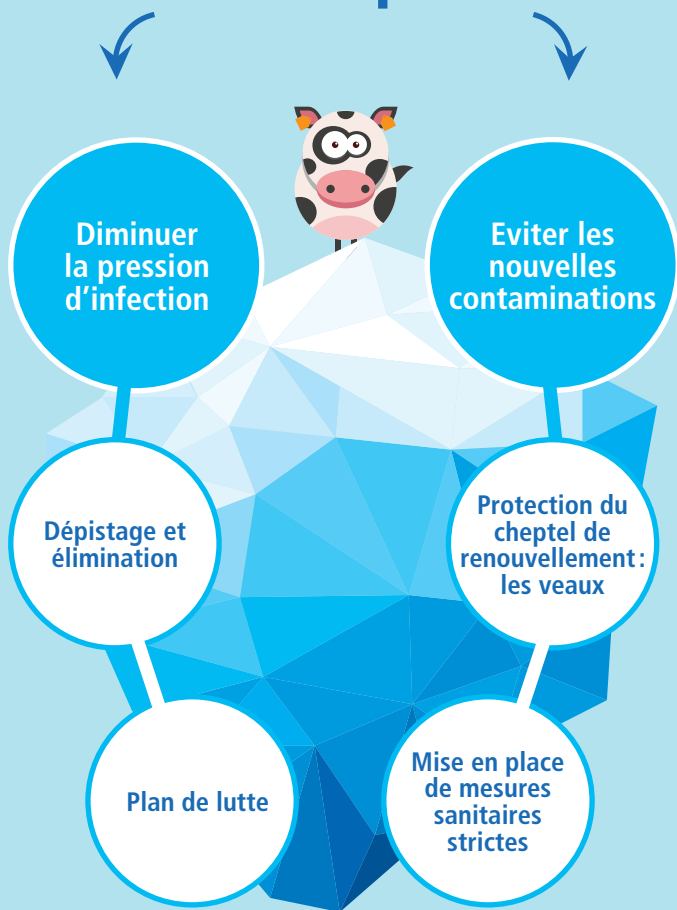 Diminuer
la pression
d'infection
Eviter les
nouvelles
contaminations
Dépistage et
élimination
Protection du
cheptel de
renouvellement :
les veaux
Plan de lutte
Mise en place
de mesures
sanitaires
strictes